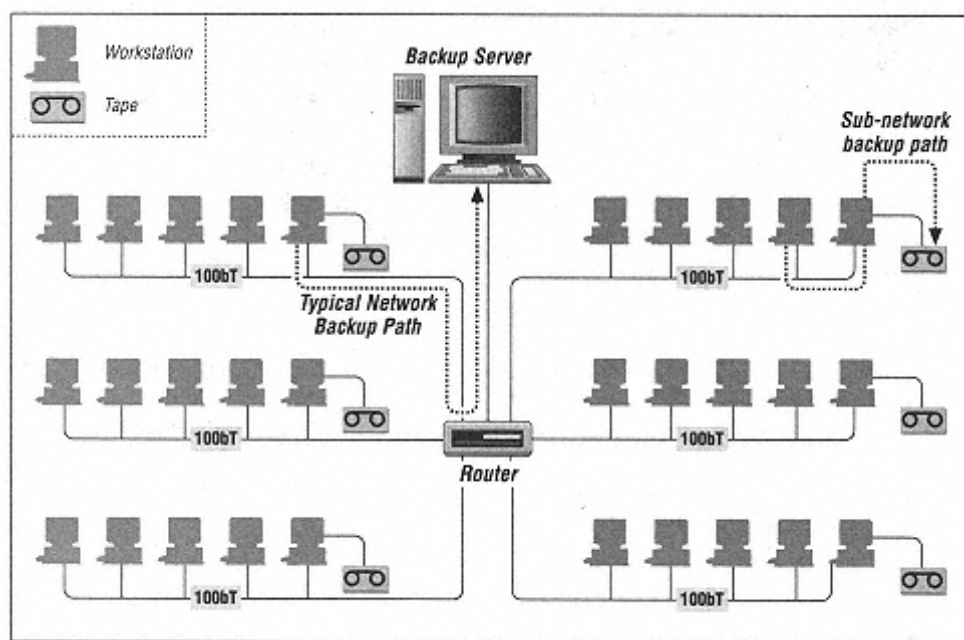 Workstation
Tape
Backup Server
Sub-network
backup path
100bT
100bT
Typical Network
Backup Path
100bT
100bT
Router
100bT
100bT